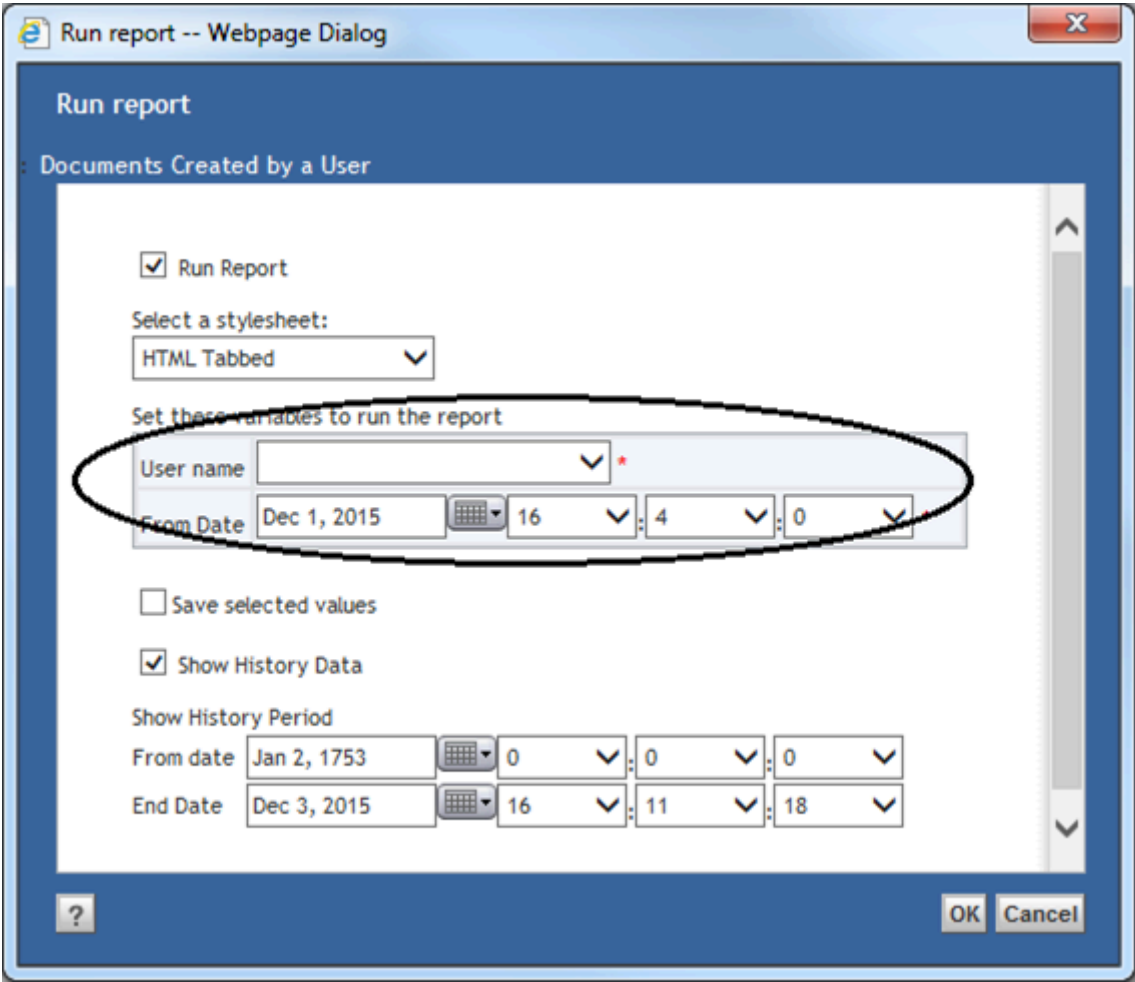 Run report -- Webpage Dialog
x
Run report
: Documents Created by a User
Run Report
Select a stylesheet:
HTML Tabbed
Set these variables to run the report
User name *
From Date Dec 1, 2015 16 : 4 : 0 *
Save selected values
Show History Data
Show History Period
From date Jan 2, 1753 0 : 0 : 0
End Date Dec 3, 2015 16 : 11 : 18
? OK Cancel